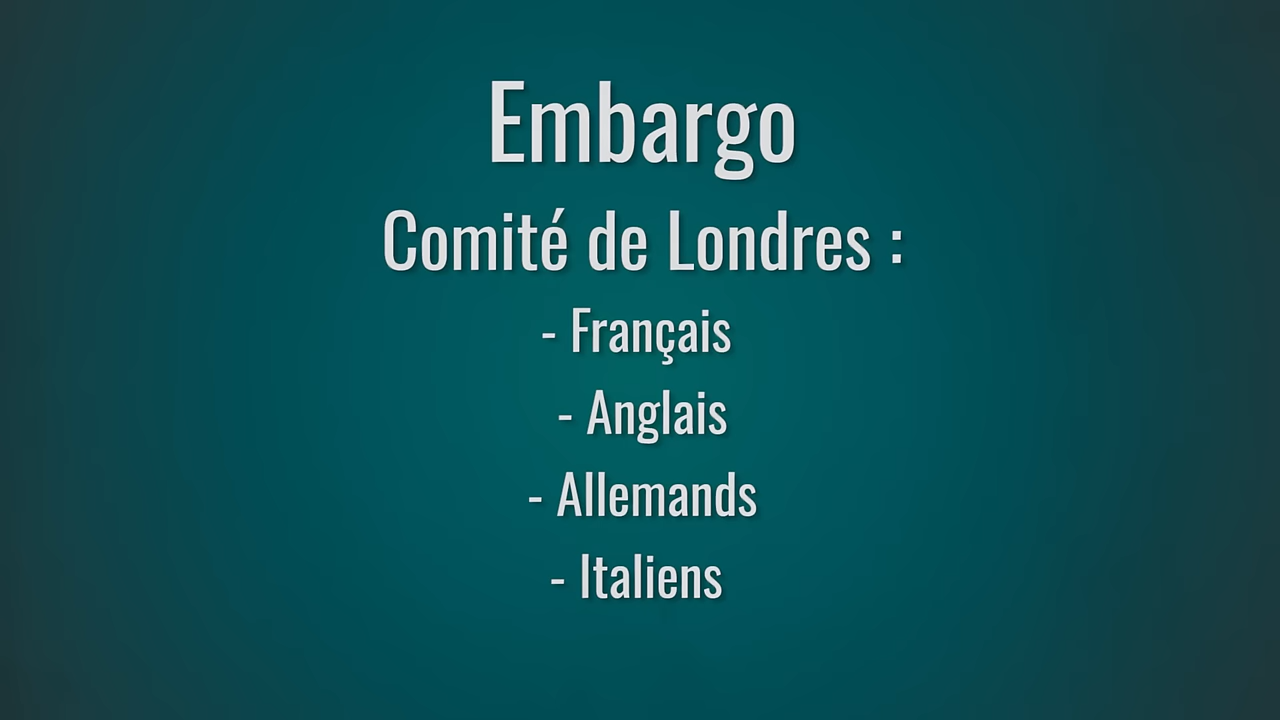 Embargo
Comité de Londres :
- Français
- Anglais
- Allemands
- Italiens